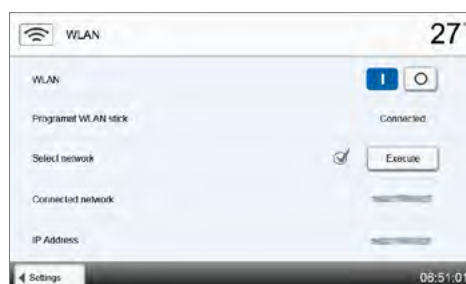 WLAN 27°
WLAN I O
Programat WLAN stick Connected
Select network Execute
Connected network
IP Address
Settings 06:51:01